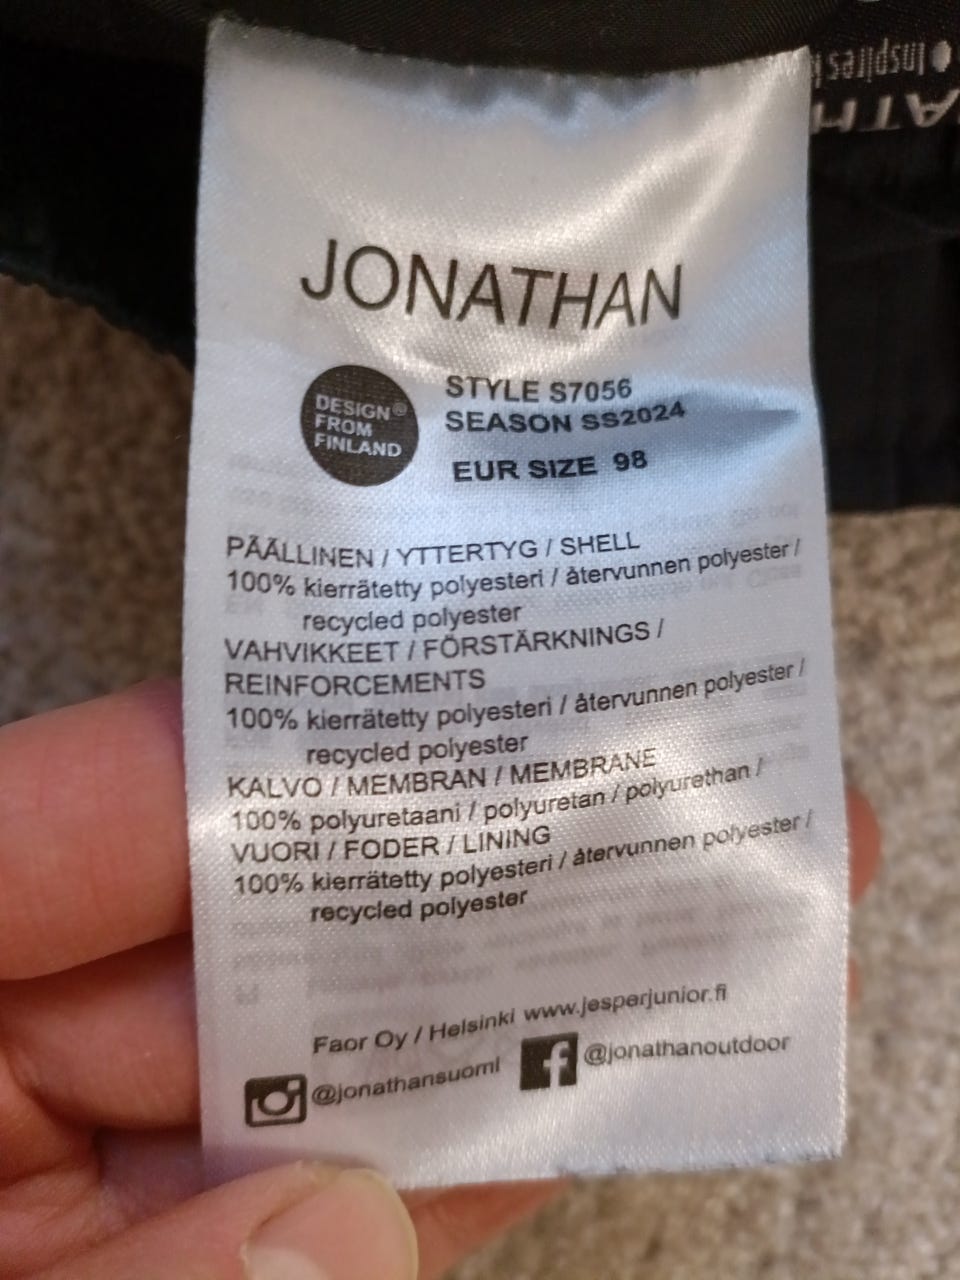 JONATHAN
DESIGN®
FROM
FINLAND
STYLE S7056
SEASON SS2024
EUR SIZE 98
PÄÄLLINEN / YTTERTYG / SHELL
100% kierrätetty polyesteri / återvunnen polyester /
recycled polyester
VAHVIKKEET / FÖRSTÄRKNINGS /
REINFORCEMENTS
100% kierrätetty polyesteri / återvunnen polyester /
recycled polyester
KALVO / MEMBRAN / MEMBRANE
100% polyuretaani / polyuretan / polyurethan /
VUORI / FODER / LINING
100% kierrätetty polyesteri / återvunnen polyester /
recycled polyester
Faor Oy / Helsinki www.jesperjunior.fi
@jonathansuomi
@jonathanoutdoor